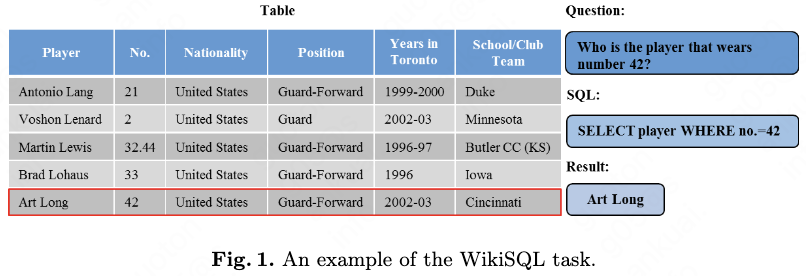 Table
Player No. Nationality Position Years in Toronto School/Club Team
Antonio Lang 21 United States Guard-Forward 1999-2000 Duke
Voshon Lenard 2 United States Guard 2002-03 Minnesota
Martin Lewis 32.44 United States Guard-Forward 1996-97 Butler CC (KS)
Brad Lohaus 33 United States Guard-Forward 1996 Iowa
Art Long 42 United States Guard-Forward 2002-03 Cincinnati
Question:
Who is the player that wears
number 42?
SQL:
SELECT player WHERE no.=42
Result:
Art Long
Fig. 1. An example of the WikiSQL task.